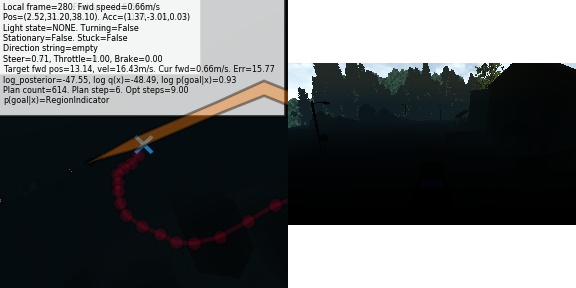 Local frame=280. Fwd speed=0.66m/s
Pos=(2.52,31.20,38.10). Acc=(1.37,-3.01,0.03)
Light state=NONE. Turning=False
Stationary=False. Stuck=False
Direction string=empty
Steer=0.71, Throttle=1.00, Brake=0.00
Target fwd pos=13.14, vel=16.43m/s. Cur fwd=0.66m/s. Err=15.77
log_posterior=-47.55, log q(x)=-48.49, log p(goal|x)=0.93
Plan count=614. Plan step=6. Opt steps=9.00
p(goal|x)=RegionIndicator